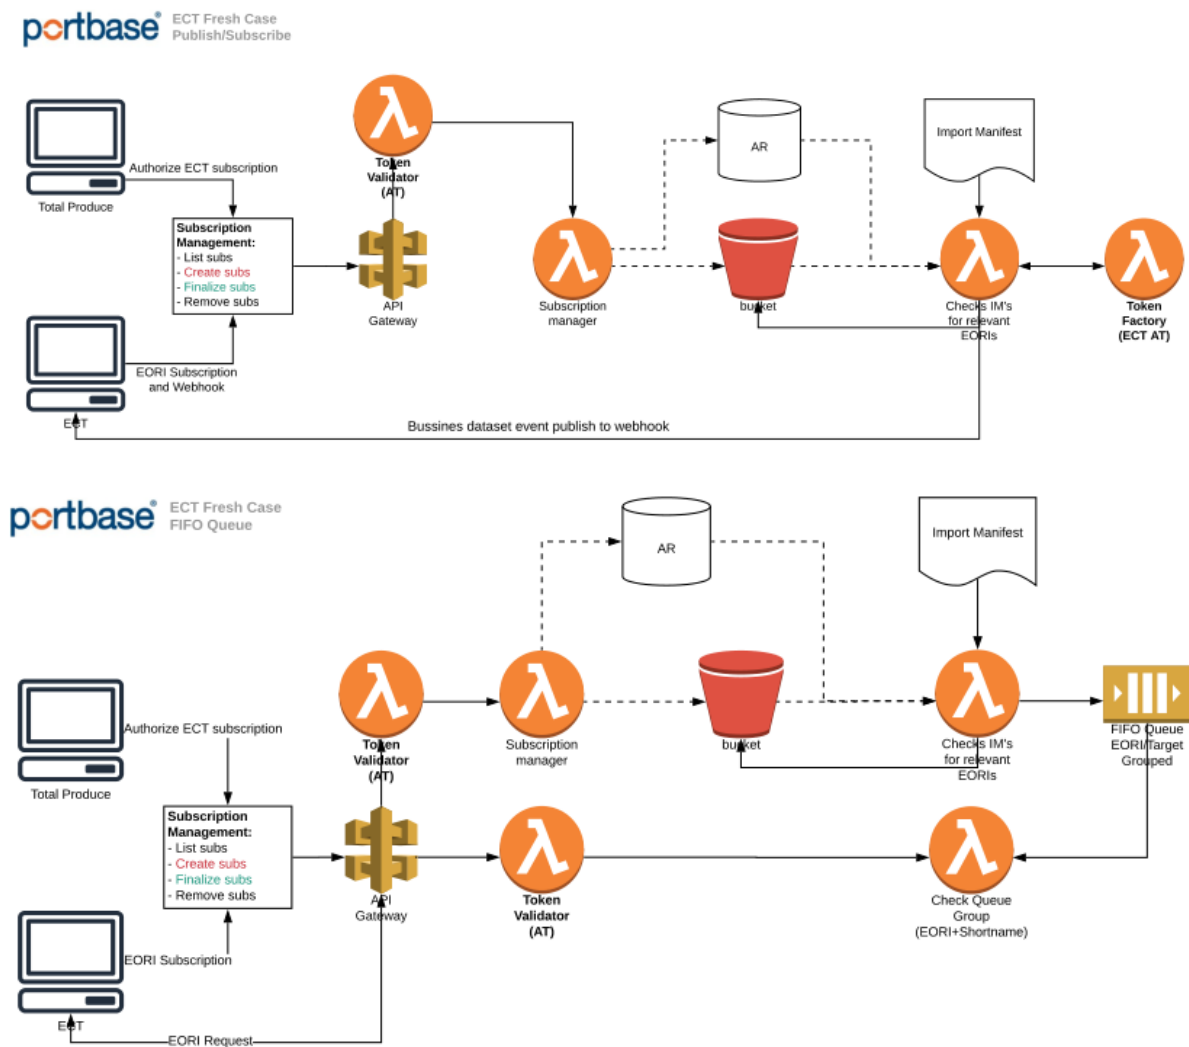 portbase®
ECT Fresh Case
Publish/Subscribe
Authorize ECT subscription
Total Produce
Subscription
Management:
- List subs
- Create subs
- Finalize subs
- Remove subs
EORI Subscription
and Webhook
ECT
Token
Validator
(AT)
API
Gateway
Subscription
manager
AR
bucket
Import Manifest
Checks IM's
for relevant
EORIs
Token
Factory
(ECT AT)
Bussines dataset event publish to webhook
portbase®
ECT Fresh Case
FIFO Queue
Authorize ECT subscription
Total Produce
Subscription
Management:
- List subs
- Create subs
- Finalize subs
- Remove subs
EORI Subscription
ECT
EORI Request
Token
Validator
(AT)
API
Gateway
Subscription
manager
Token
Validator
(AT)
AR
bucket
Import Manifest
Checks IM's
for relevant
EORIs
FIFO Queue
EORI/Target
Grouped
Check Queue
Group
(EORI+Shortname)